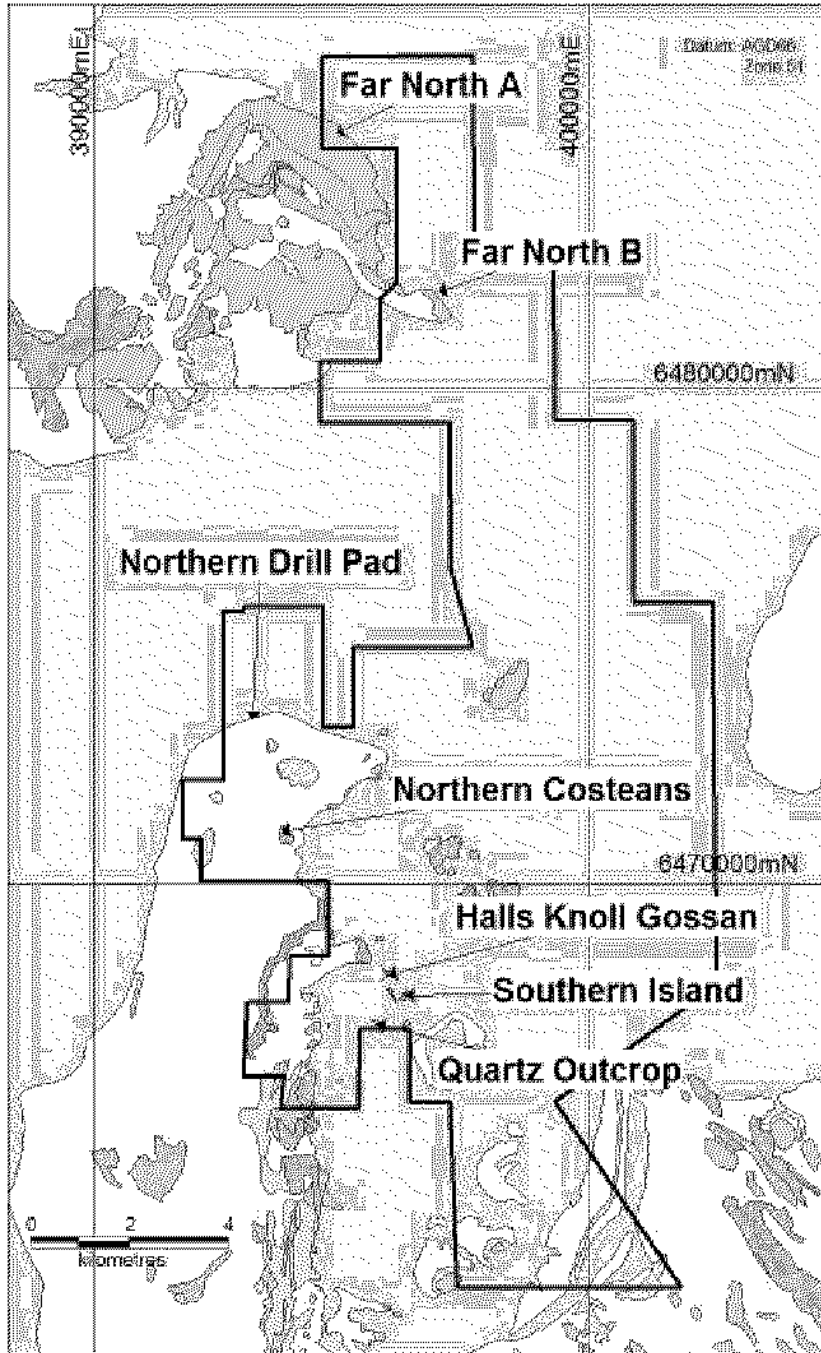 390000mE
400000mE
Datum: AGD66
Zone 51
Far North A
Far North B
6480000mN
Northern Drill Pad
Northern Costeans
6470000mN
Halls Knoll Gossan
Southern Island
Quartz Outcrop
0 2 4
kilometres